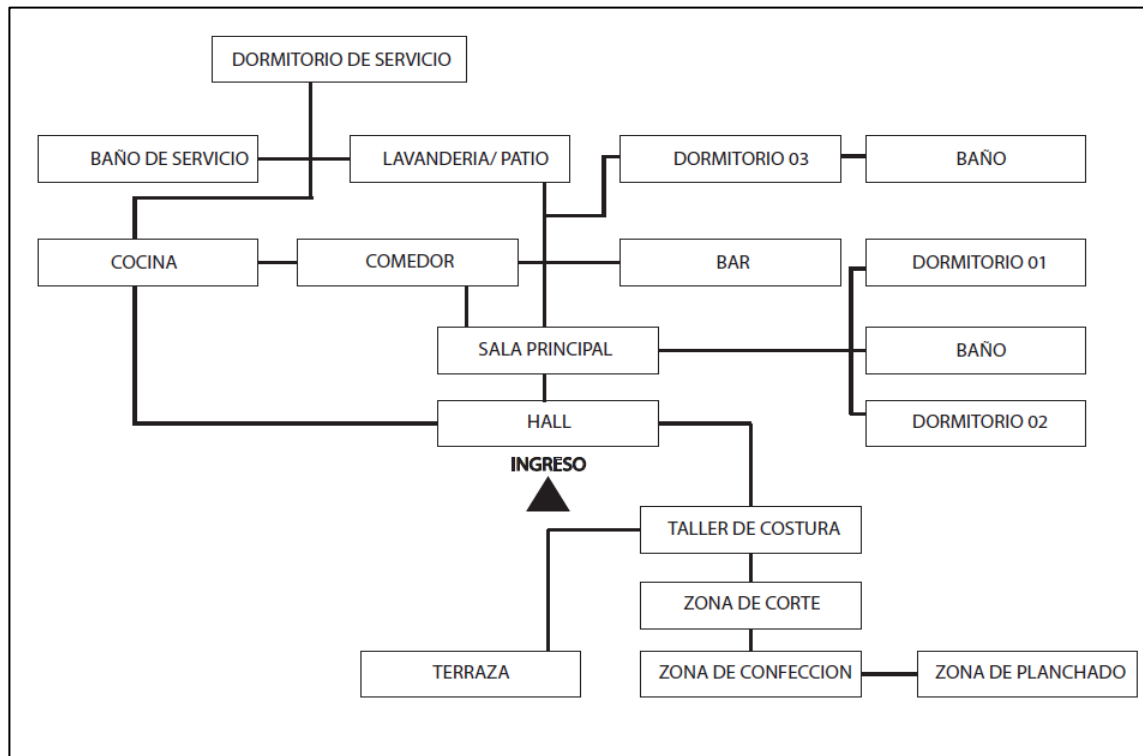 DORMITORIO DE SERVICIO
BAÑO DE SERVICIO
LAVANDERIA/ PATIO
DORMITORIO 03
BAÑO
COCINA
COMEDOR
BAR
DORMITORIO 01
SALA PRINCIPAL
BAÑO
HALL
DORMITORIO 02
INGRESO
TALLER DE COSTURA
ZONA DE CORTE
TERRAZA
ZONA DE CONFECCION
ZONA DE PLANCHADO